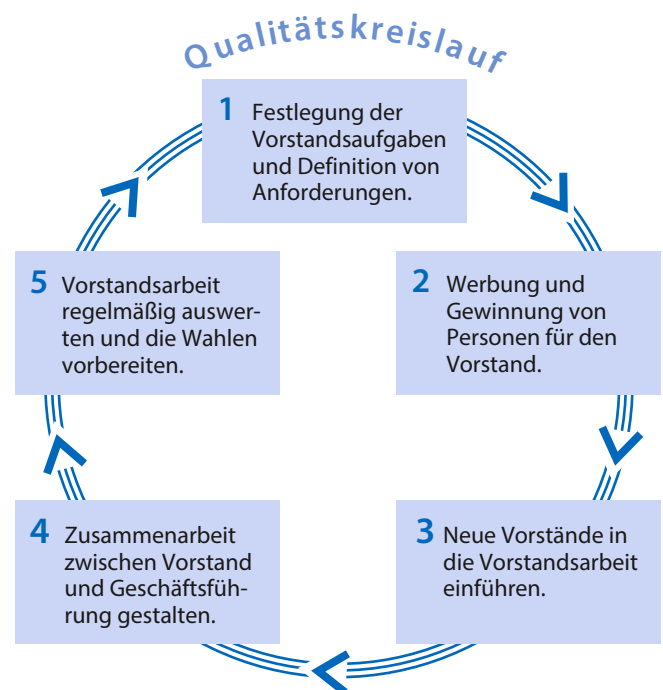 Qualitätskreislauf
1 Festlegung der
Vorstandsaufgaben
und Definition von
Anforderungen.
2 Werbung und
Gewinnung von
Personen für den
Vorstand.
3 Neue Vorstände in
die Vorstandsarbeit
einführen.
4 Zusammenarbeit
zwischen Vorstand
und Geschäftsfüh-
rung gestalten.
5 Vorstandsarbeit
regelmäßig auswer-
ten und die Wahlen
vorbereiten.